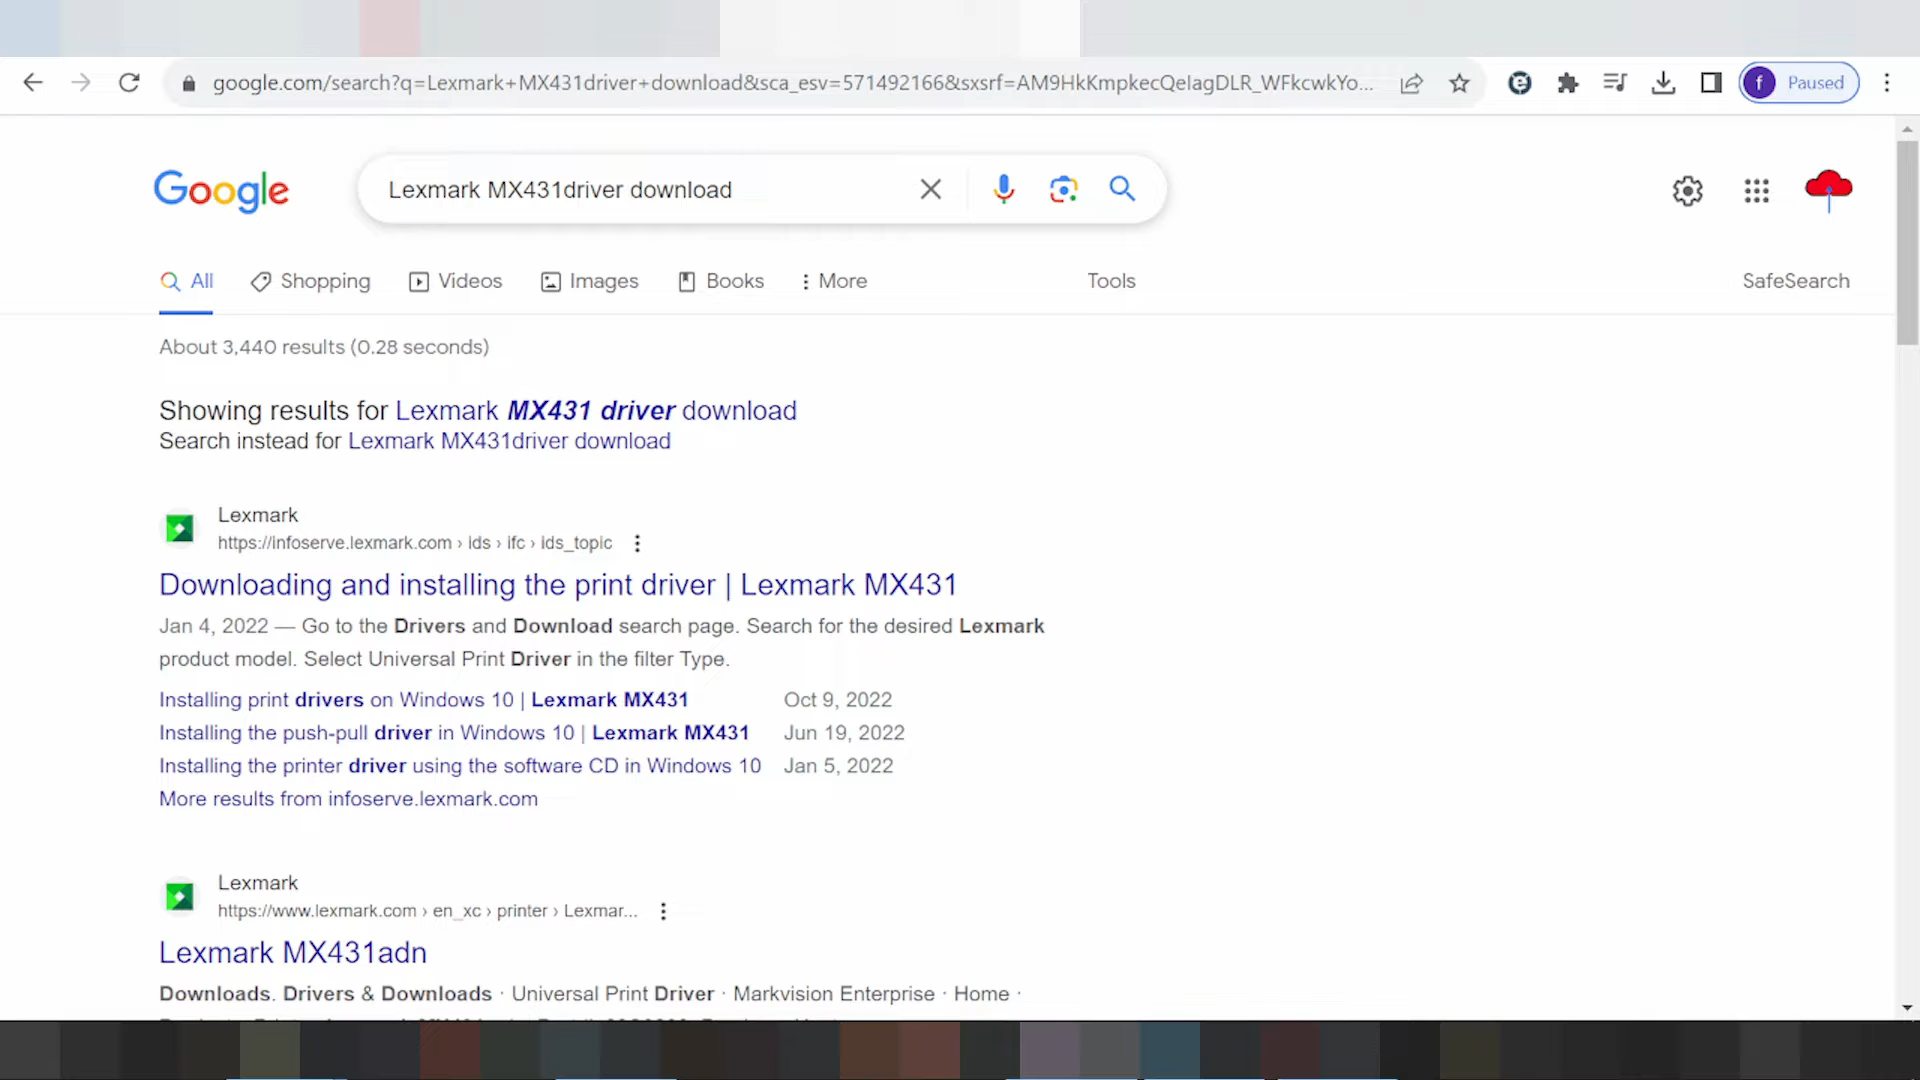 google.com/search?q=Lexmark+MX431driver+download&sca_esv=571492166&sxsrf=AM9HkKmpkecQeIagDLR_WFkcwkYo...
f Paused
Google
Lexmark MX431driver download
All Shopping Videos Images Books More Tools SafeSearch
About 3,440 results (0.28 seconds)
Showing results for Lexmark MX431 driver download
Search instead for Lexmark MX431driver download
Lexmark
https://infoserve.lexmark.com › ids › ifc › ids_topic
Downloading and installing the print driver | Lexmark MX431
Jan 4, 2022 — Go to the Drivers and Download search page. Search for the desired Lexmark
product model. Select Universal Print Driver in the filter Type.
Installing print drivers on Windows 10 | Lexmark MX431 Oct 9, 2022
Installing the push-pull driver in Windows 10 | Lexmark MX431 Jun 19, 2022
Installing the printer driver using the software CD in Windows 10 Jan 5, 2022
More results from infoserve.lexmark.com
Lexmark
https://www.lexmark.com › en_xc › printer › Lexmar...
Lexmark MX431adn
Downloads. Drivers & Downloads · Universal Print Driver · Markvision Enterprise · Home ·